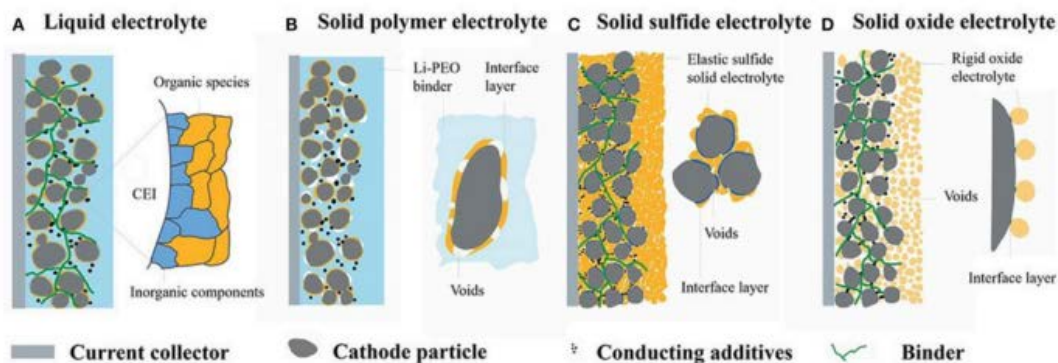 A Liquid electrolyte
Organic species
CEI
Inorganic components
B Solid polymer electrolyte
Li-PEO
binder
Interface
layer
Voids
C Solid sulfide electrolyte
Elastic sulfide
solid electrolyte
Voids
Interface layer
D Solid oxide electrolyte
Rigid oxide
electrolyte
Voids
Interface layer
Current collector
Cathode particle
Conducting additives
Binder